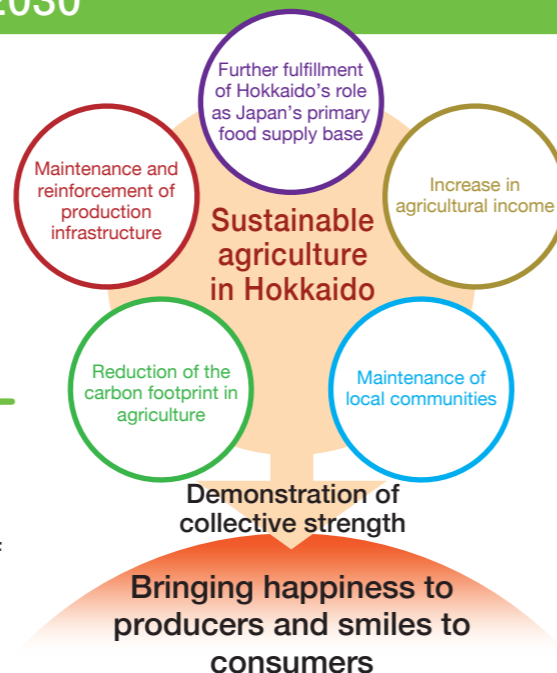 2030
Further fulfillment
of Hokkaido's role
as Japan's primary
food supply base
Maintenance and
reinforcement of
production
infrastructure
Increase in
agricultural income
Sustainable
agriculture
in Hokkaido
Reduction of the
carbon footprint in
agriculture
Maintenance of
local communities
Demonstration of
collective strength
Bringing happiness to
producers and smiles to
consumers